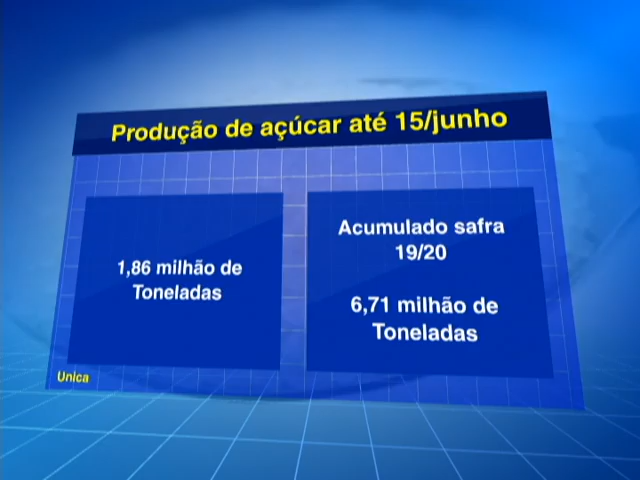 Produção de açúcar até 15/junho
1,86 milhão de
Toneladas
Acumulado safra
19/20
6,71 milhão de
Toneladas
Unica